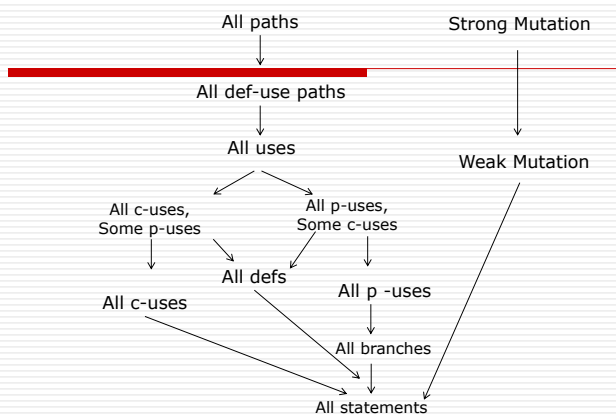 All paths
Strong Mutation
All def-use paths
All uses
Weak Mutation
All c-uses,
Some p-uses
All p-uses,
Some c-uses
All defs
All c-uses
All p -uses
All branches
All statements